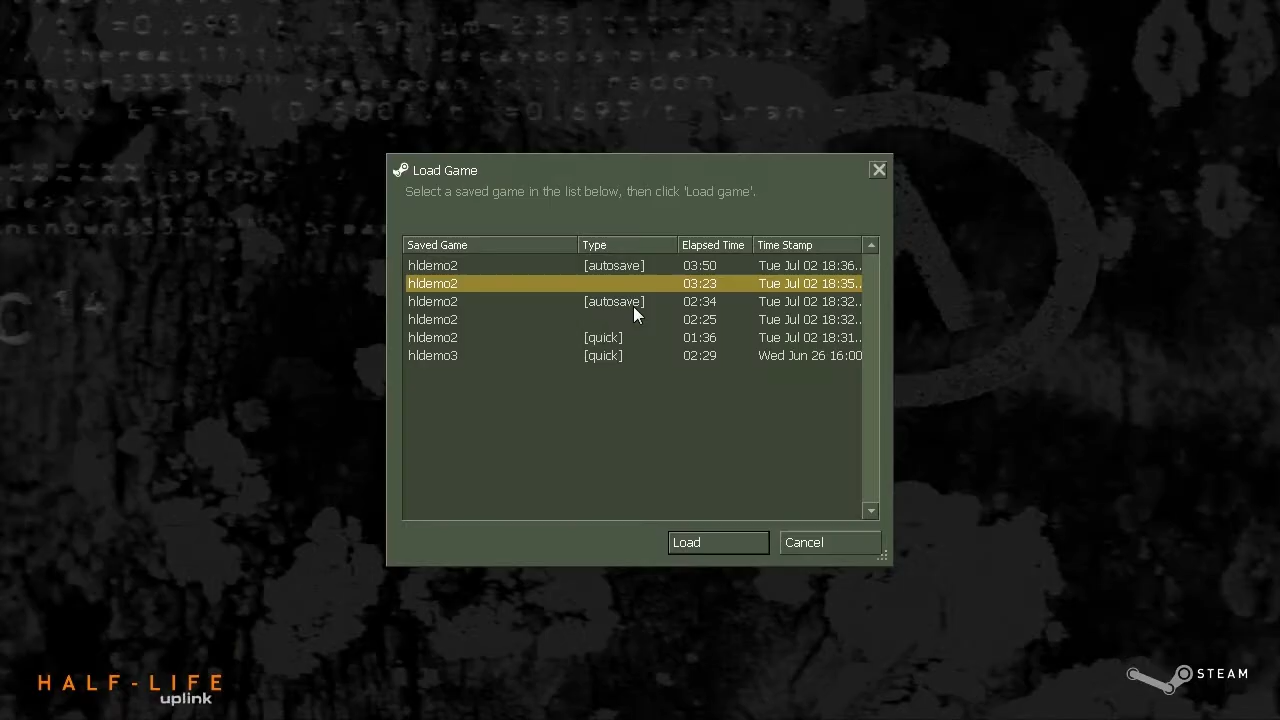 Load Game
Select a saved game in the list below, then click 'Load game'.
Saved Game Type Elapsed Time Time Stamp
hldemo2 [autosave] 03:50 Tue Jul 02 18:36..
hldemo2 03:23 Tue Jul 02 18:35..
hldemo2 [autosave] 02:34 Tue Jul 02 18:32..
hldemo2 02:25 Tue Jul 02 18:32..
hldemo2 [quick] 01:36 Tue Jul 02 18:31..
hldemo3 [quick] 02:29 Wed Jun 26 16:00
Load Cancel
HALF-LIFE
uplink
STEAM